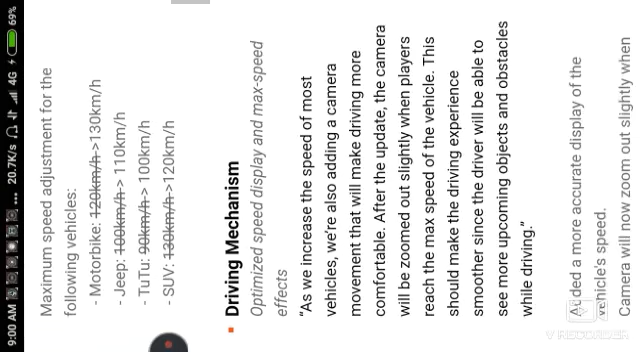 9:00 AM ... 20.7K/s 4G 69%
Maximum speed adjustment for the
following vehicles:
- Motorbike: 120km/h->130km/h
- Jeep: 100km/h-> 110km/h
- TuTu: 90km/h-> 100km/h
- SUV: 130km/h->120km/h
▪ Driving Mechanism
Optimized speed display and max-speed
effects
“As we increase the speed of most
vehicles, we're also adding a camera
movement that will make driving more
comfortable. After the update, the camera
will be zoomed out slightly when players
reach the max speed of the vehicle. This
should make the driving experience
smoother since the driver will be able to
see more upcoming objects and obstacles
while driving.”
Added a more accurate display of the
vehicle's speed.
Camera will now zoom out slightly when
V RECORDER